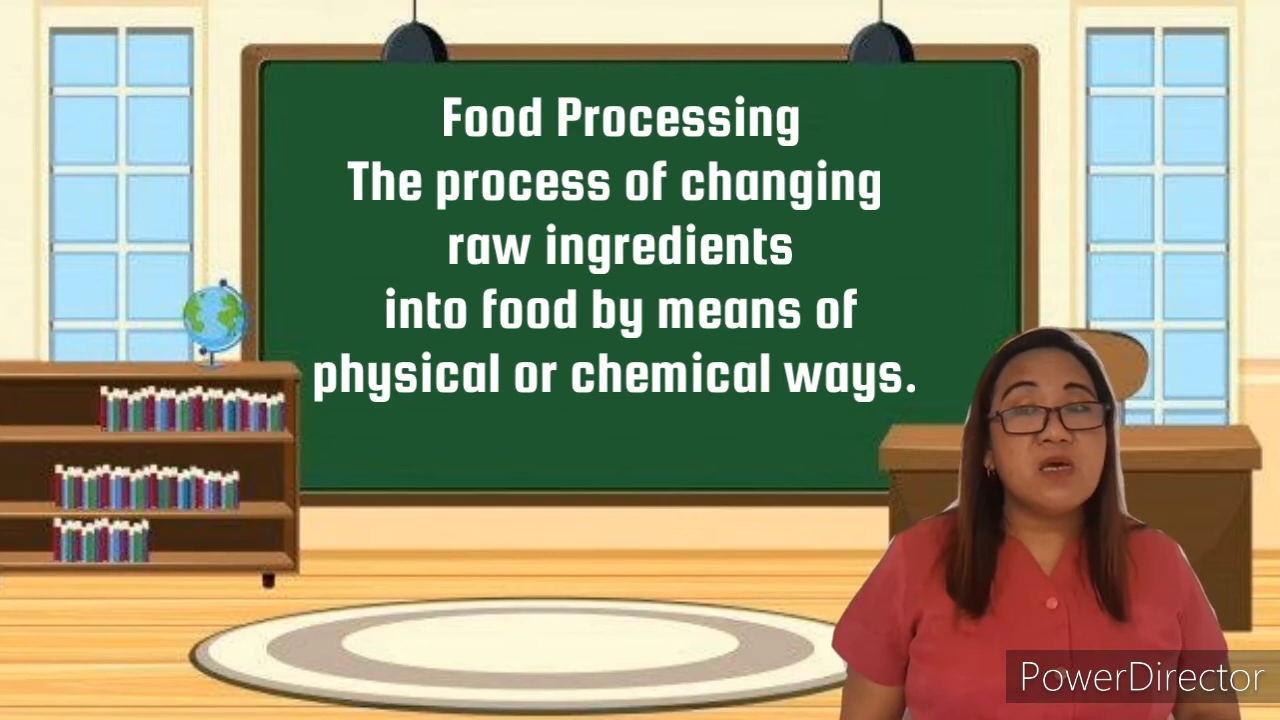 Food Processing
The process of changing
raw ingredients
into food by means of
physical or chemical ways.
PowerDirector